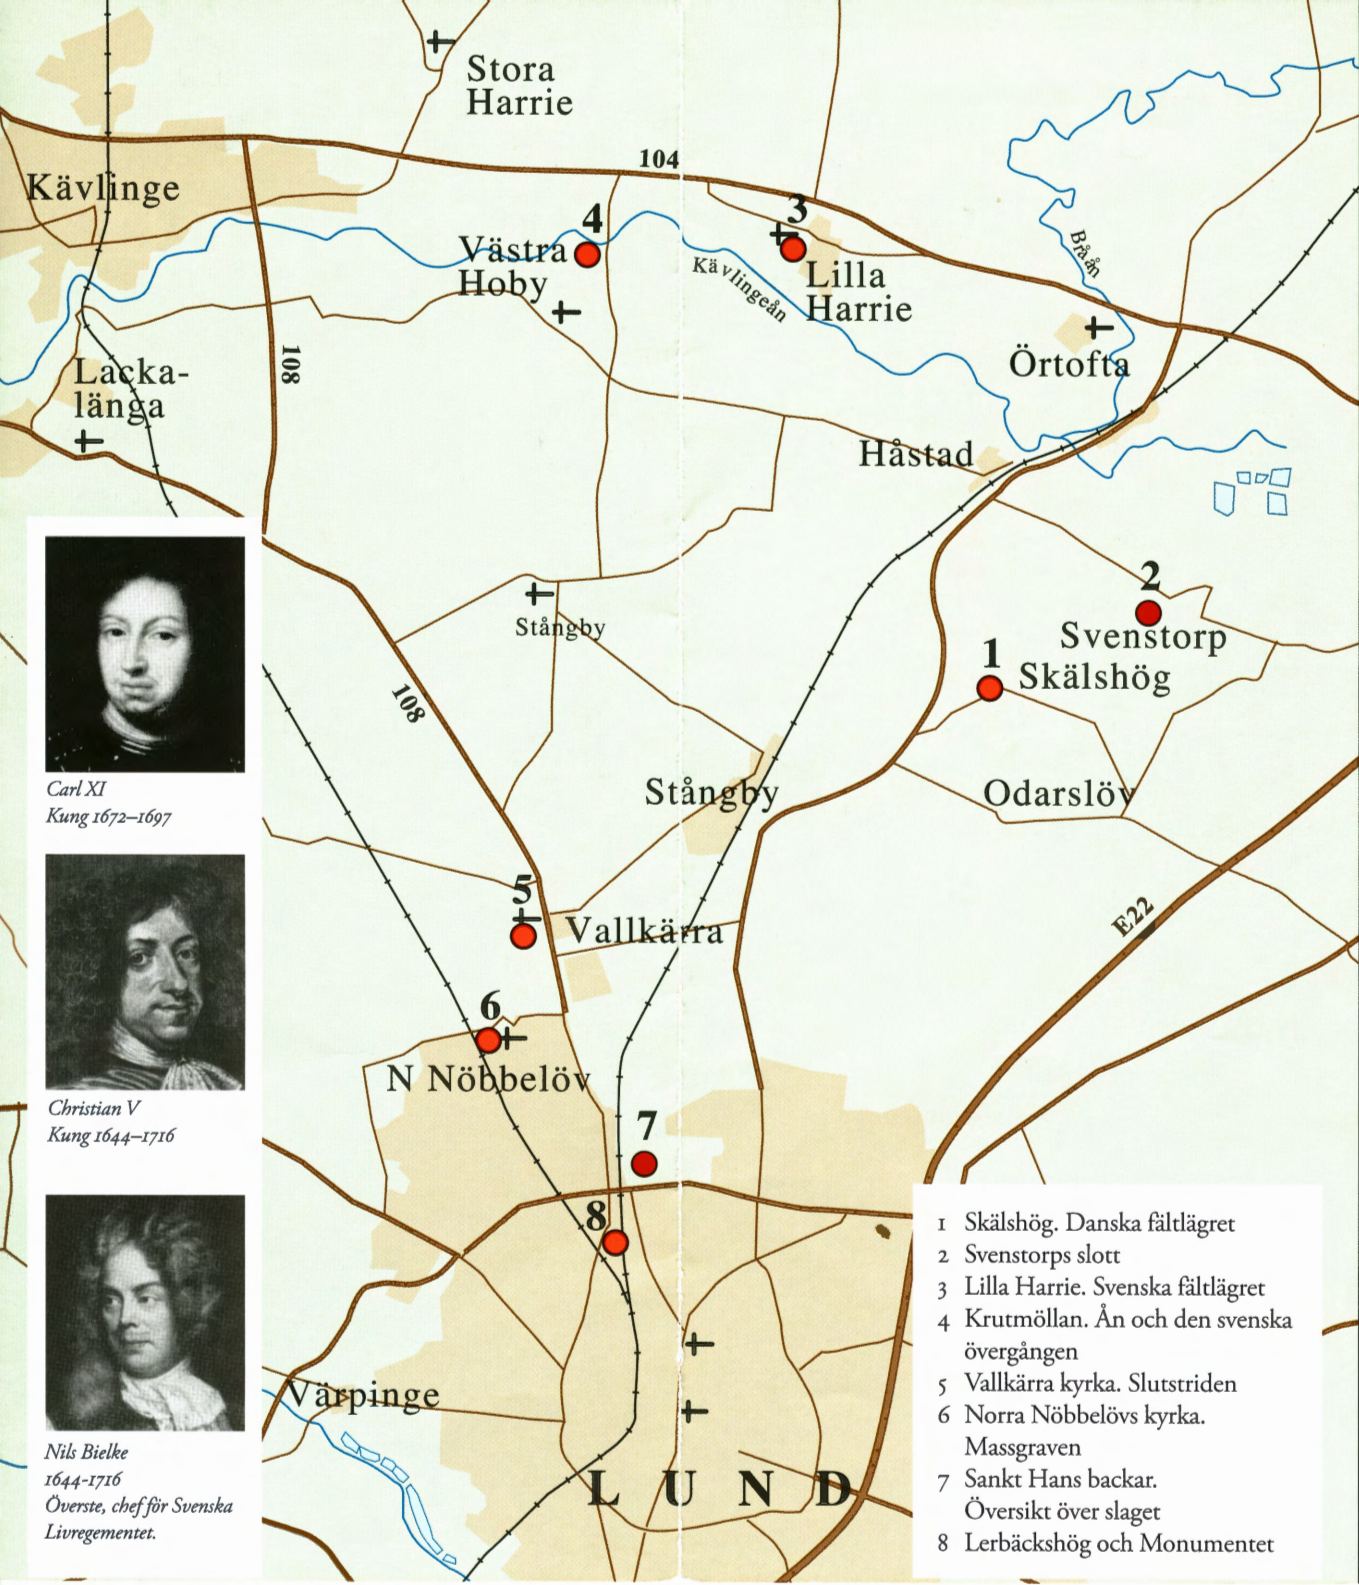 Stora
Harrie
104
Kävlinge
4
3
Västra
Hoby
Kävlingeån
Lilla
Harrie
Bråån
Örtofta
Lacka-
länga
108
Håstad
2
Svenstorp
Stångby
1
Skälshög
108
Stångby
Odarslöv
Carl XI
Kung 1672–1697
5
Vallkärra
E22
6
N Nöbbelöv
7
Christian V
Kung 1644–1716
8
Värpinge
LUND
Nils Bielke
1644-1716
Överste, chef för Svenska
Livregementet.
1 Skälshög. Danska fältlägret
2 Svenstorps slott
3 Lilla Harrie. Svenska fältlägret
4 Krutmöllan. Ån och den svenska
övergången
5 Vallkärra kyrka. Slutstriden
6 Norra Nöbbelövs kyrka.
Massgraven
7 Sankt Hans backar.
Översikt över slaget
8 Lerbäckshög och Monumentet